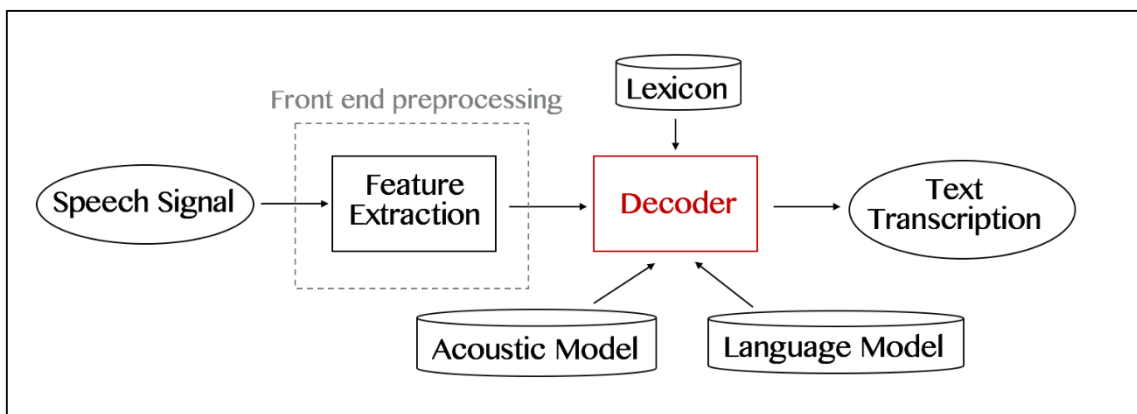 Lexicon
Front end preprocessing
Speech Signal
Feature
Extraction
Decoder
Text
Transcription
Acoustic Model
Language Model